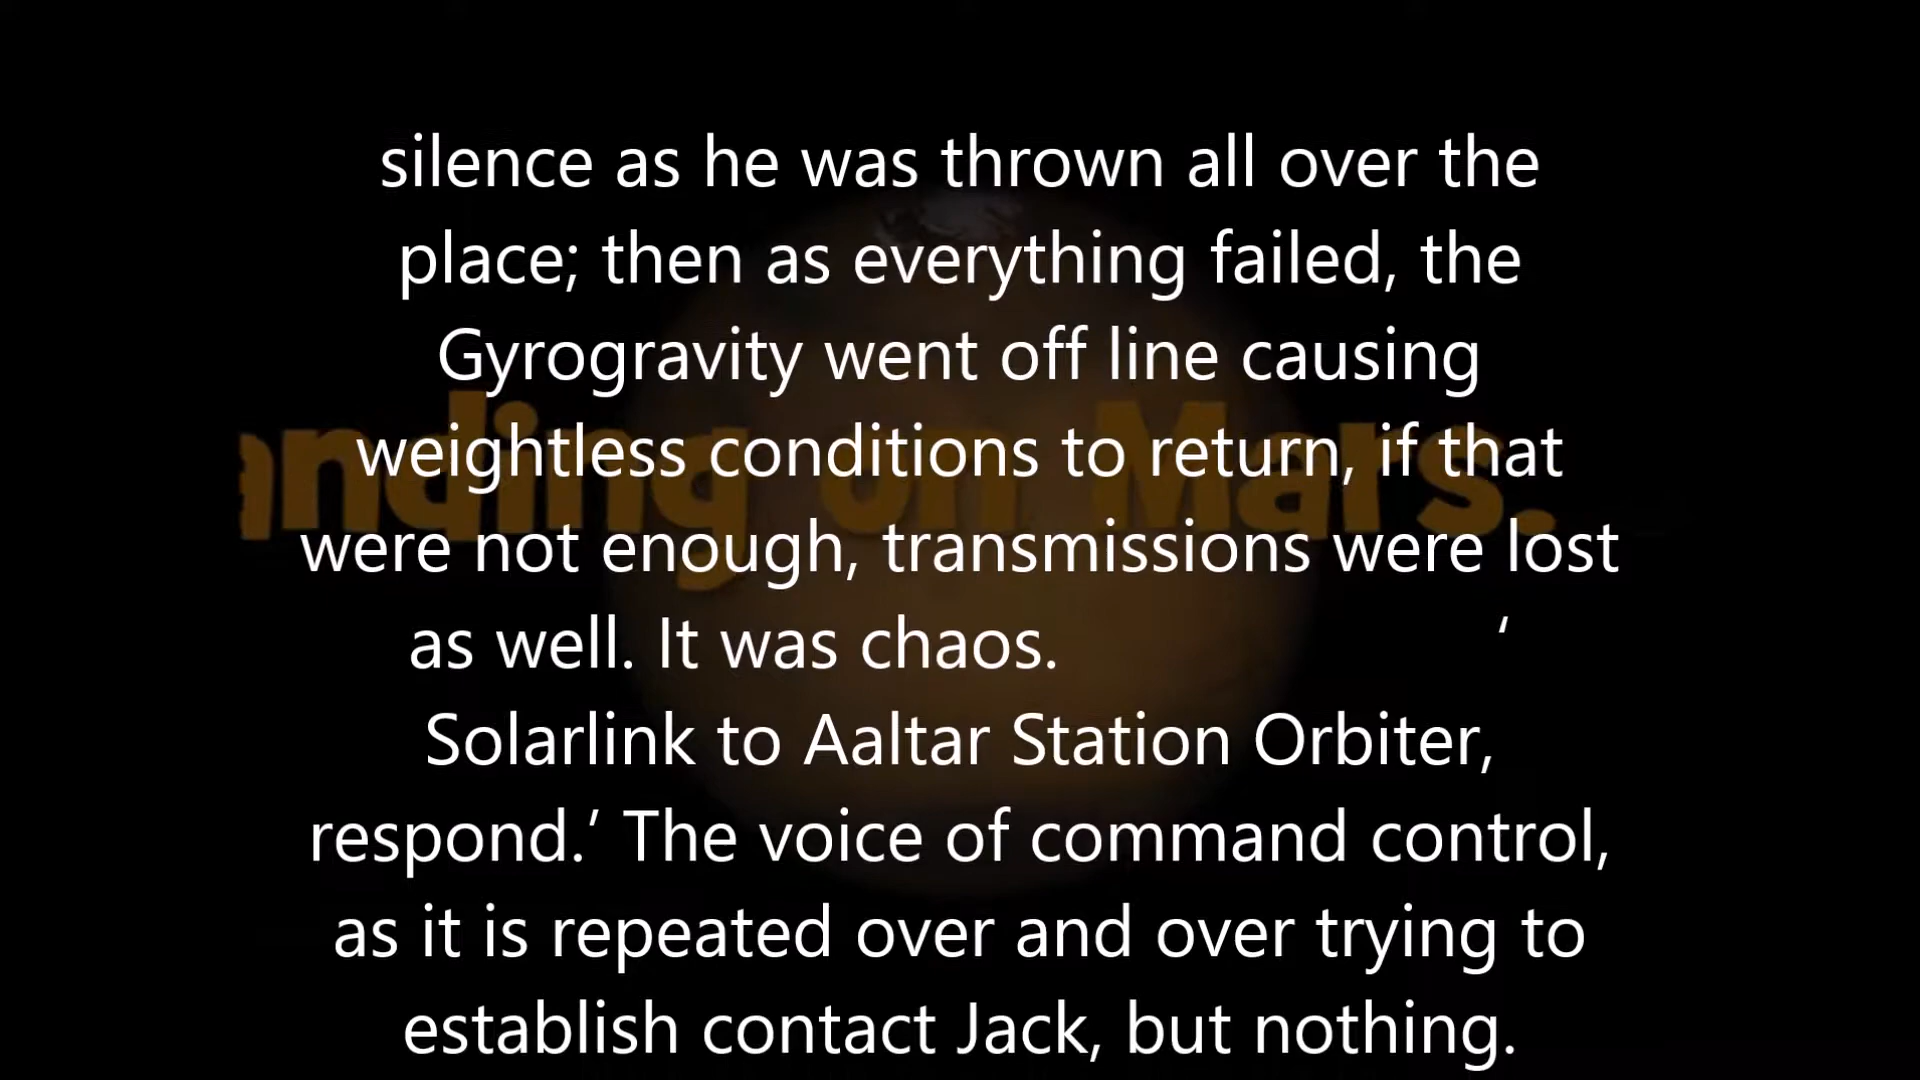 silence as he was thrown all over the
place; then as everything failed, the
Gyrogravity went off line causing
weightless conditions to return, if that
were not enough, transmissions were lost
as well. It was chaos. ‘
Solarlink to Aaltar Station Orbiter,
respond.’ The voice of command control,
as it is repeated over and over trying to
establish contact Jack, but nothing.
anding on Mars.